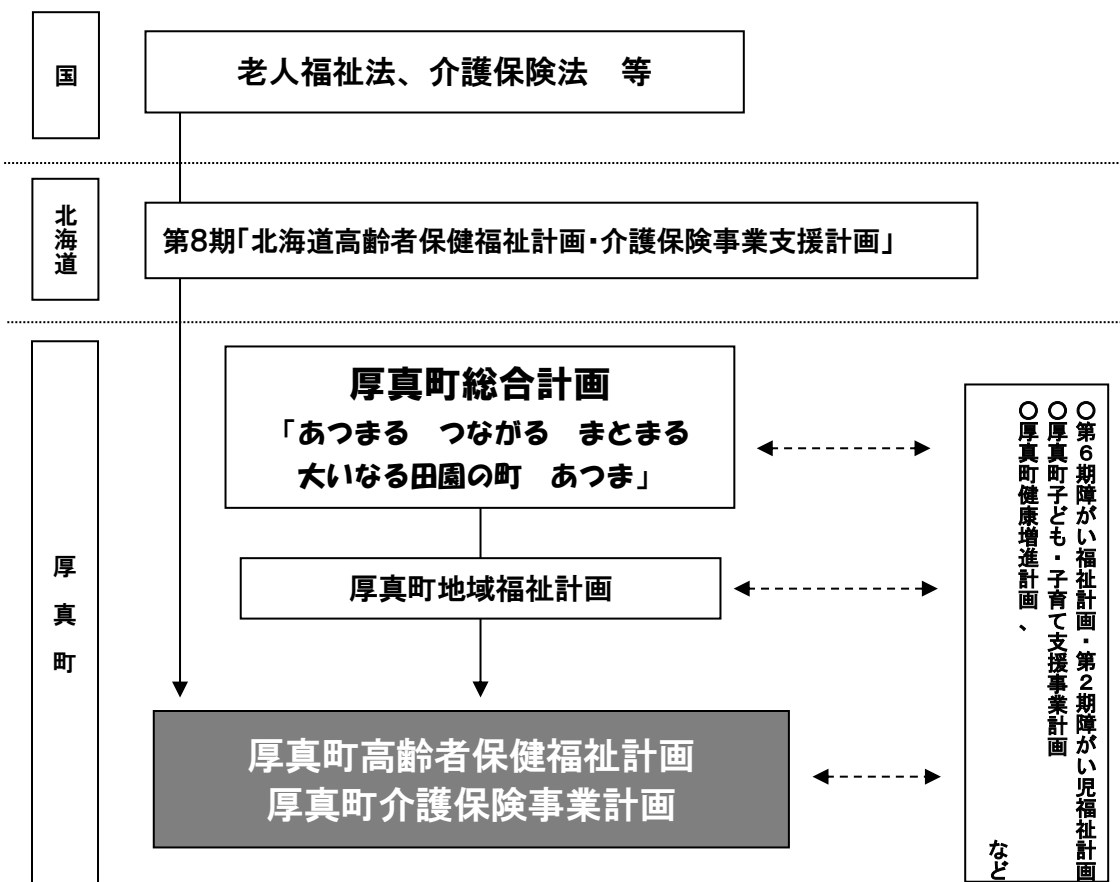 国
老人福祉法、介護保険法　等
北海道
第8期「北海道高齢者保健福祉計画・介護保険事業支援計画」
厚真町
厚真町総合計画
「あつまる　つながる　まとまる
大いなる田園の町　あつま」
厚真町地域福祉計画
厚真町高齢者保健福祉計画
厚真町介護保険事業計画
○第６期障がい福祉計画・第２期障がい児福祉計画
○厚真町子ども・子育て支援事業計画
○厚真町健康増進計画、
など